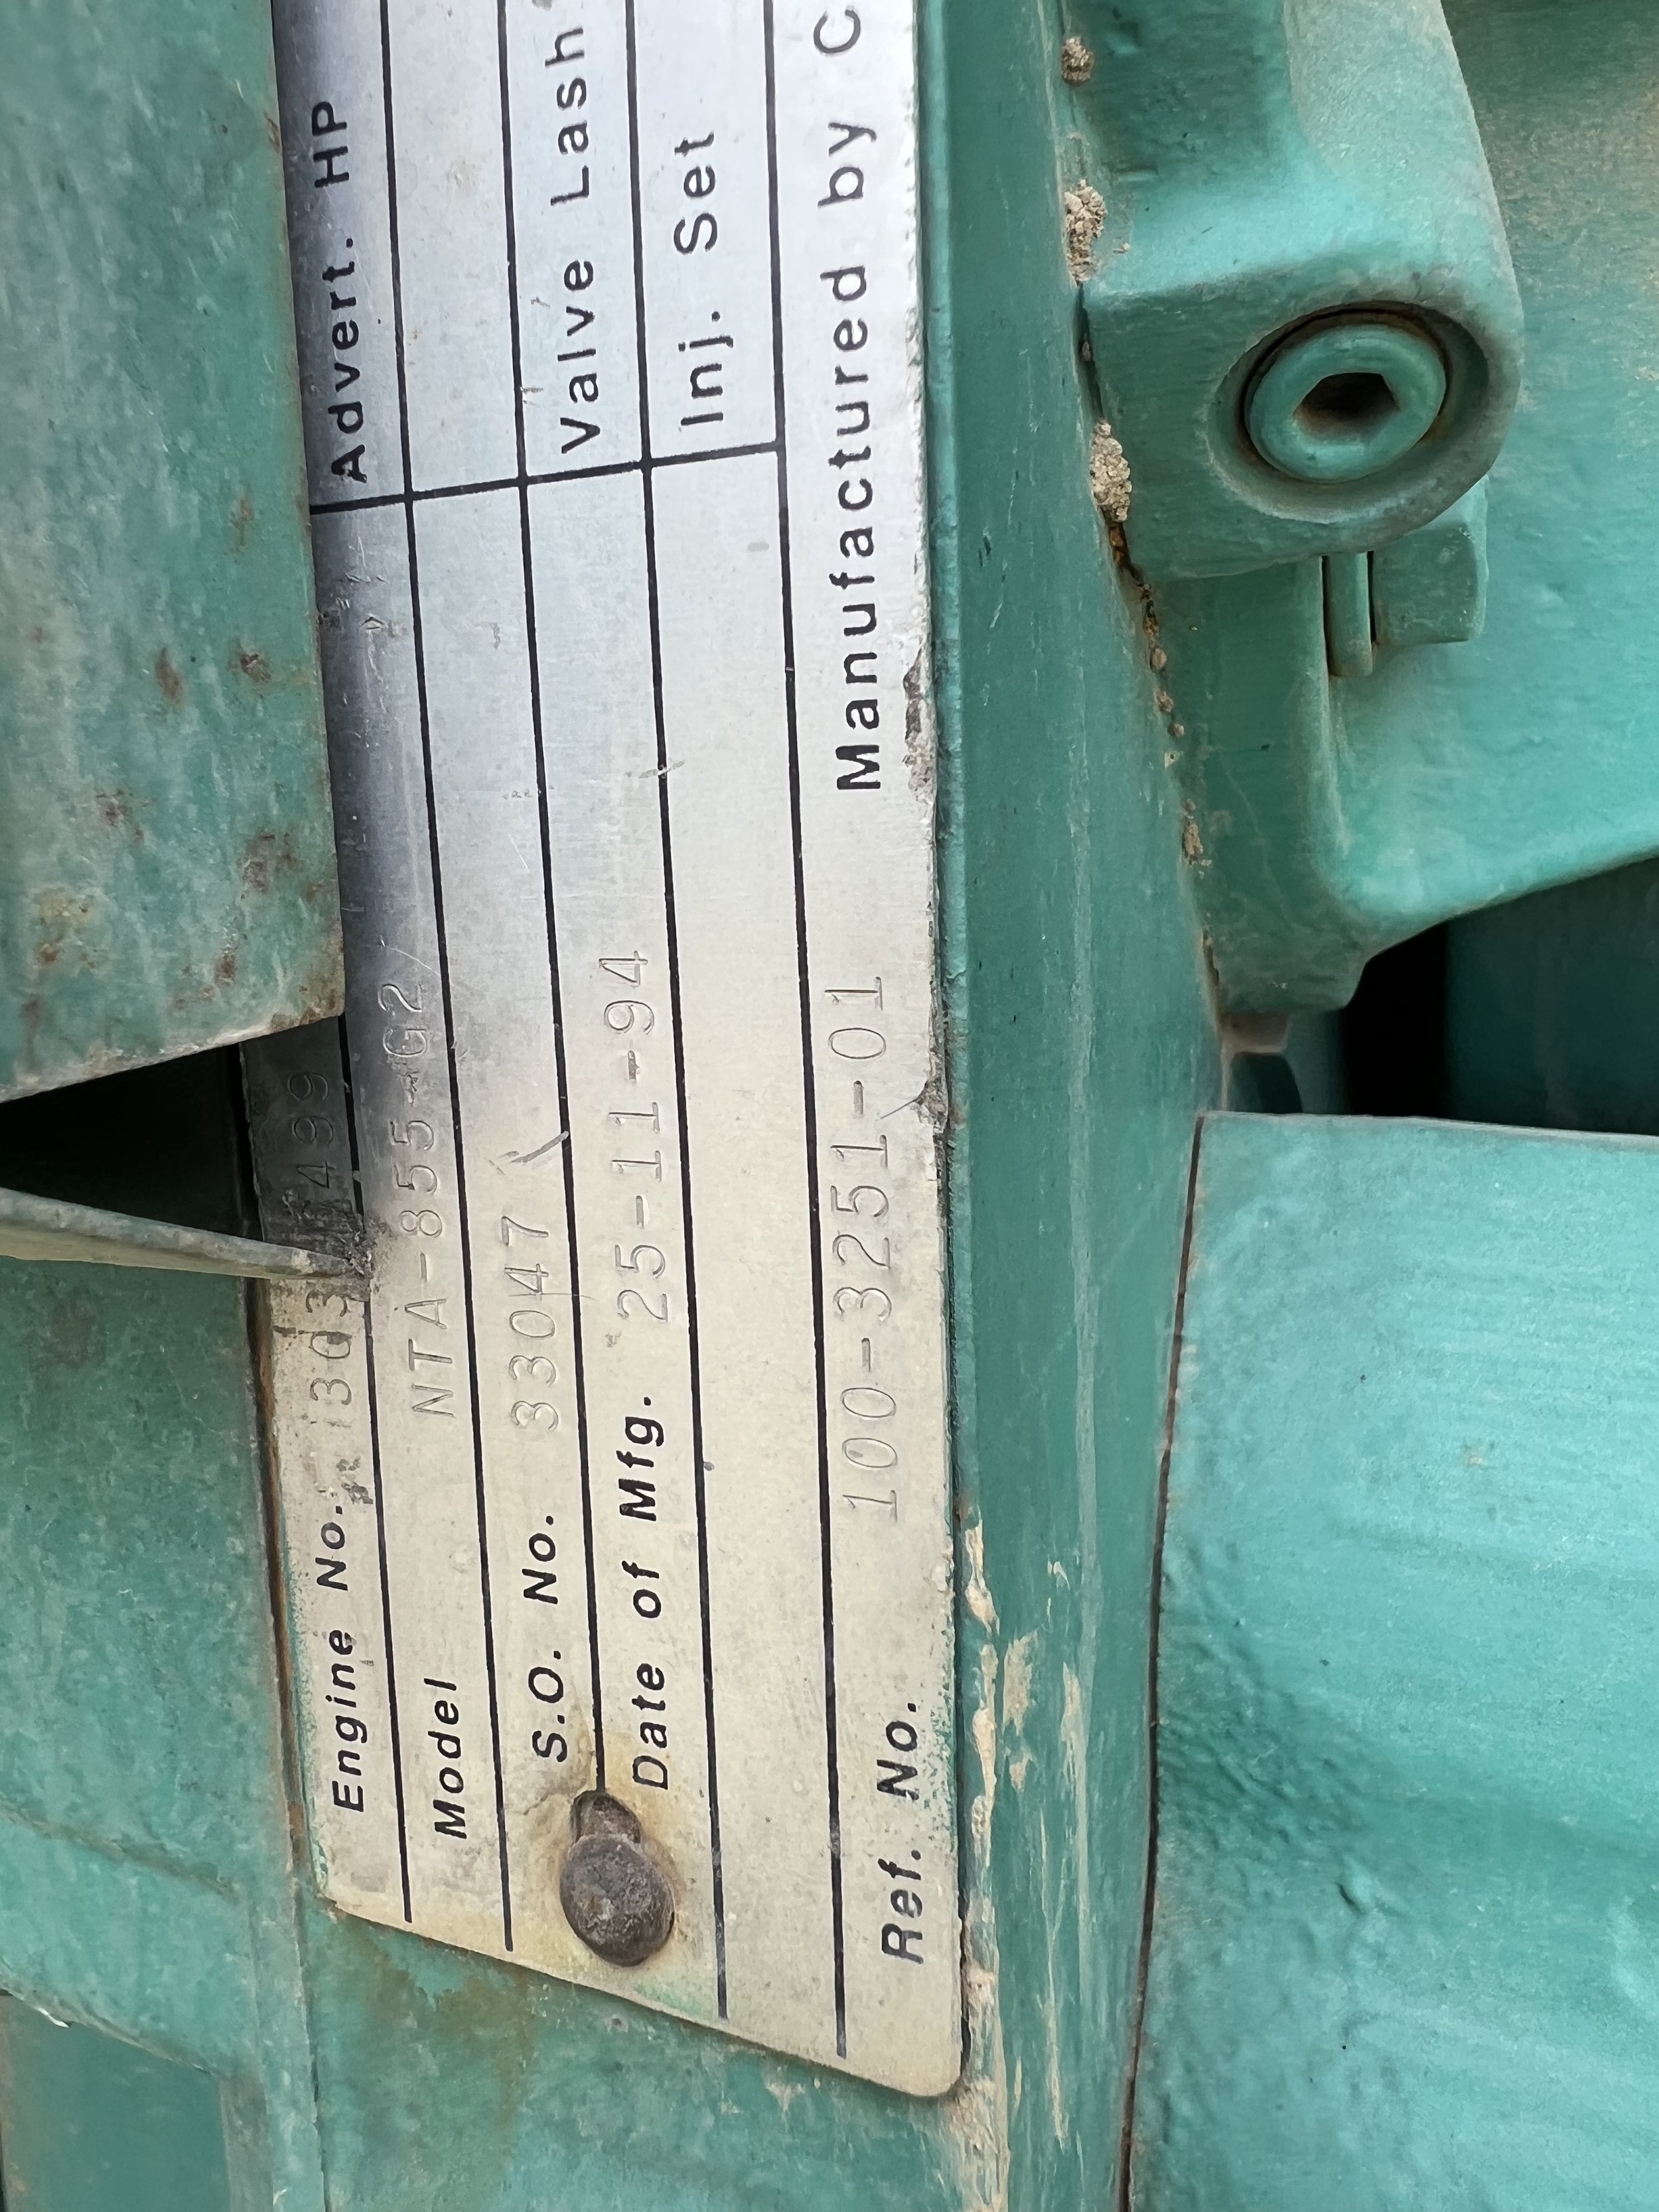 Engine No. Advert. HP
Model NTA-855-G2
S.O. No. 33047 Valve Lash
Date of Mfg. 25-11-94 Inj. Set
Ref. No. 100-3251-01 Manufactured by C